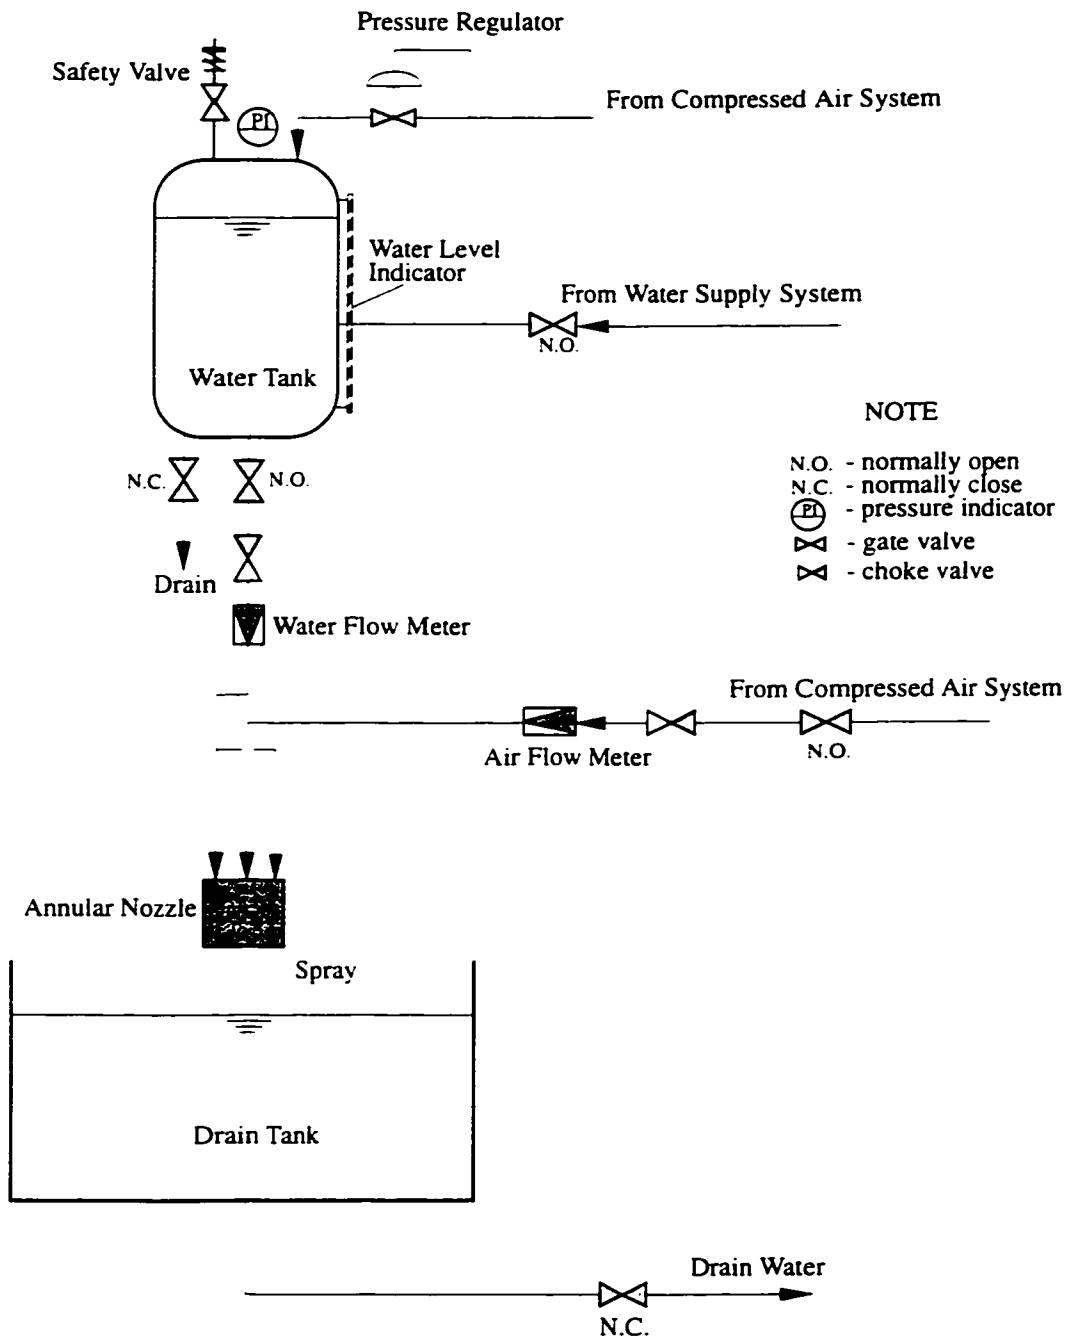 Pressure Regulator
Safety Valve
PI
From Compressed Air System
Water Level
Indicator
From Water Supply System
N.O.
Water Tank
NOTE
N.C.
N.O.
N.O. - normally open
N.C. - normally close
PI - pressure indicator
- gate valve
- choke valve
Drain
Water Flow Meter
From Compressed Air System
Air Flow Meter
N.O.
Annular Nozzle
Spray
Drain Tank
Drain Water
N.C.